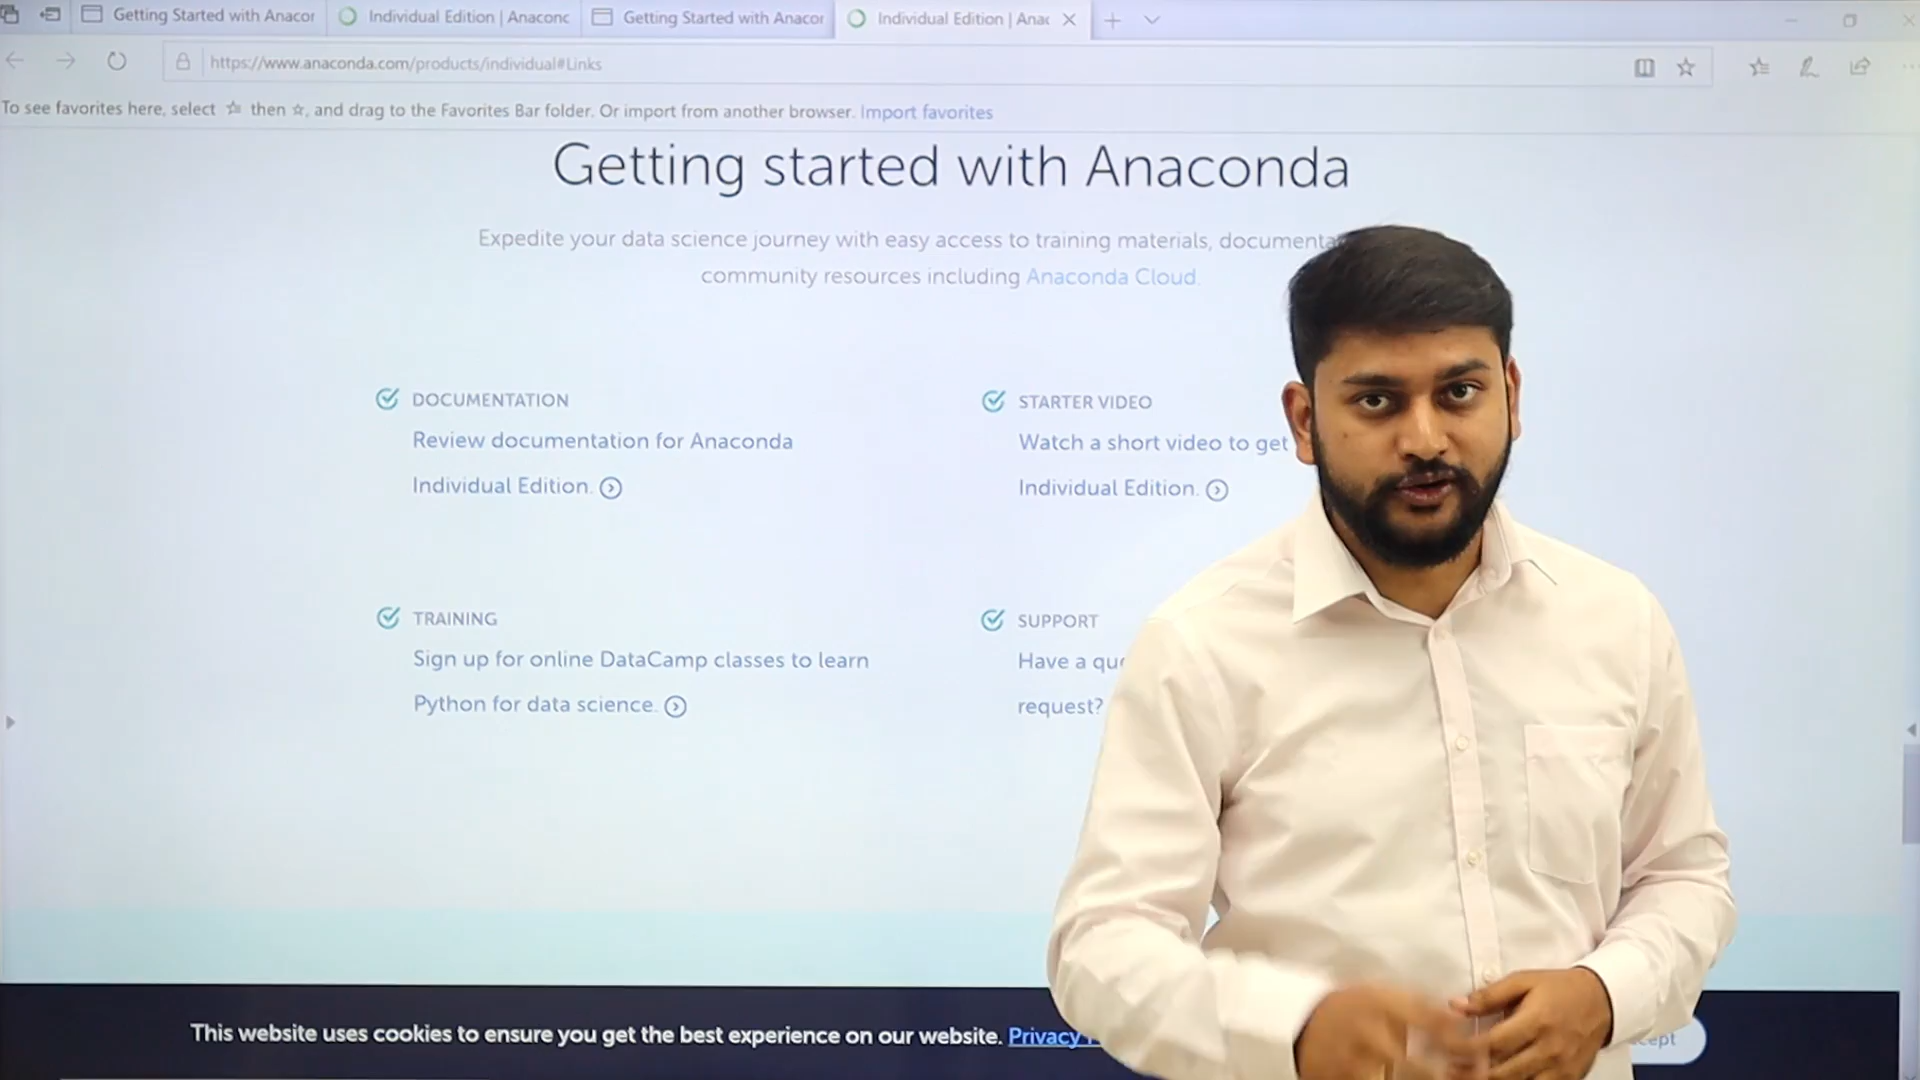 Getting Started with Anacor
Individual Edition | Anaconc
Getting Started with Anacor
Individual Edition | Anac
https://www.anaconda.com/products/individual#Links
To see favorites here, select then , and drag to the Favorites Bar folder. Or import from another browser. Import favorites
Getting started with Anaconda
Expedite your data science journey with easy access to training materials, documenta
community resources including Anaconda Cloud.
DOCUMENTATION
Review documentation for Anaconda
Individual Edition.
STARTER VIDEO
Watch a short video to get
Individual Edition.
TRAINING
Sign up for online DataCamp classes to learn
Python for data science.
SUPPORT
Have a que
request?
This website uses cookies to ensure you get the best experience on our website. Privacy
cept